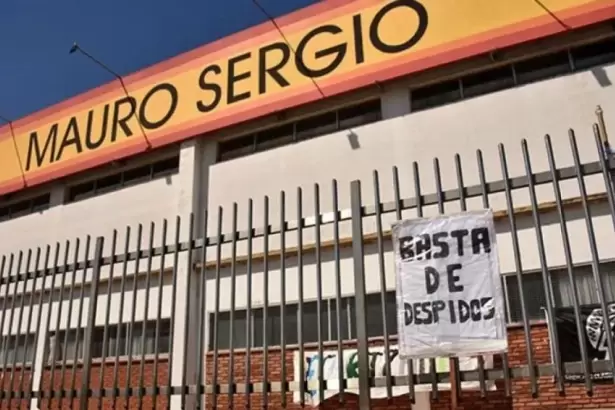 MAURO SERGIO
BASTA
DE
DESPIDOS